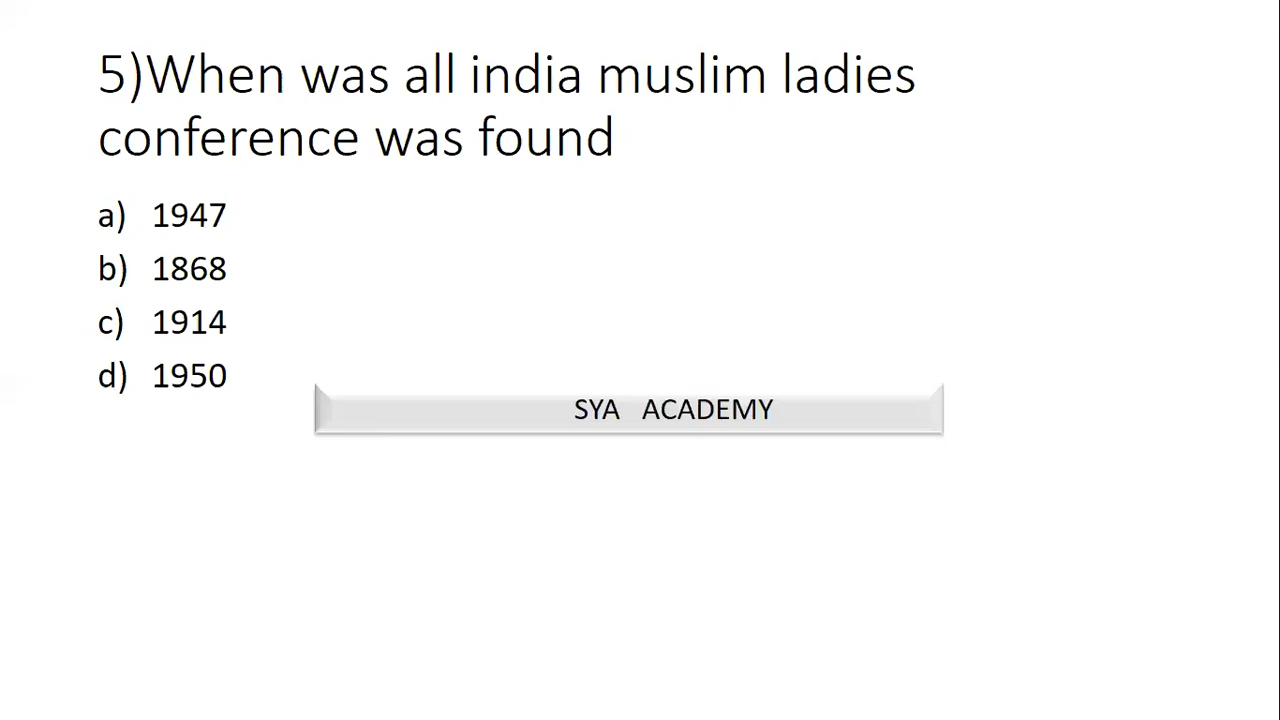 5)When was all india muslim ladies
conference was found
a) 1947
b) 1868
c) 1914
d) 1950
SYA ACADEMY